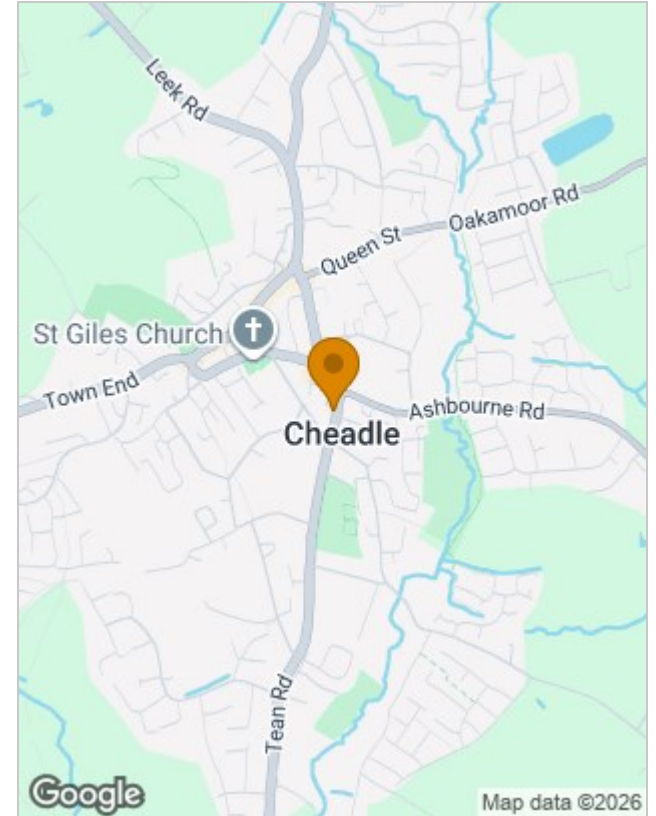 Leek Rd
Oakamoor Rd
Queen St
St Giles Church
Town End
Ashbourne Rd
Cheadle
Tean Rd
Google
Map data ©2026